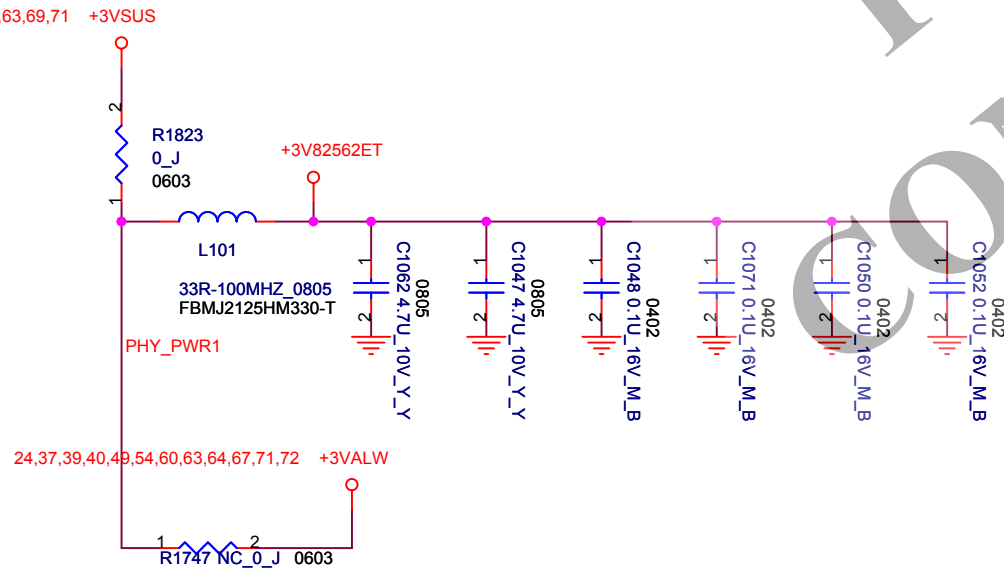 ,63,69,71 +3VSUS
2
R1823
0_J
0603
1
+3V82562ET
L101
33R-100MHZ_0805
FBMJ2125HM330-T
1
2
C1062 4.7U_10V_Y_Y
0805
1
2
C1047 4.7U_10V_Y_Y
0805
1
2
C1048 0.1U_16V_M_B
0402
1
2
C1071 0.1U_16V_M_B
0402
1
2
C1050 0.1U_16V_M_B
0402
1
2
C1052 0.1U_16V_M_B
0402
PHY_PWR1
24,37,39,40,49,54,60,63,64,67,71,72 +3VALW
1 2
R1747 NC_0_J 0603